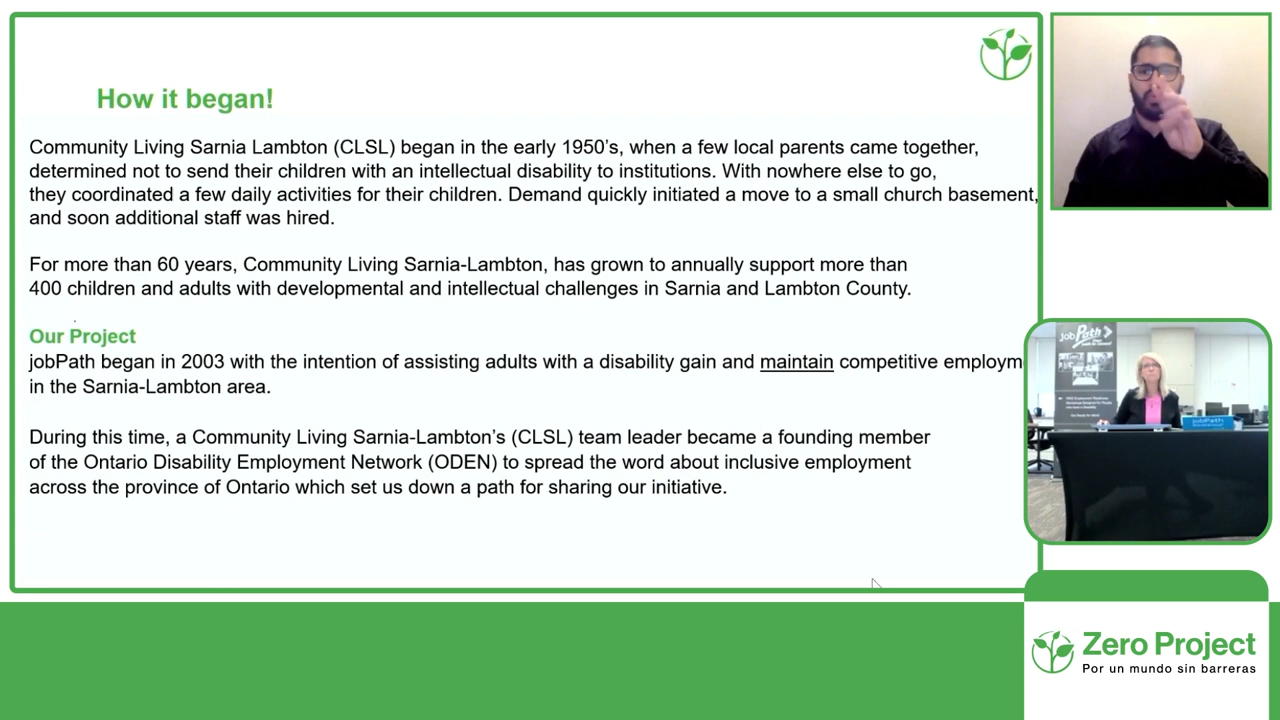 How it began!
Community Living Sarnia Lambton (CLSL) began in the early 1950's, when a few local parents came together,
determined not to send their children with an intellectual disability to institutions. With nowhere else to go,
they coordinated a few daily activities for their children. Demand quickly initiated a move to a small church basement,
and soon additional staff was hired.
For more than 60 years, Community Living Sarnia-Lambton, has grown to annually support more than
400 children and adults with developmental and intellectual challenges in Sarnia and Lambton County.
Our Project
jobPath began in 2003 with the intention of assisting adults with a disability gain and maintain competitive employm
in the Sarnia-Lambton area.
During this time, a Community Living Sarnia-Lambton's (CLSL) team leader became a founding member
of the Ontario Disability Employment Network (ODEN) to spread the word about inclusive employment
across the province of Ontario which set us down a path for sharing our initiative.
jobPath
jobPath
Zero Project
Por un mundo sin barreras